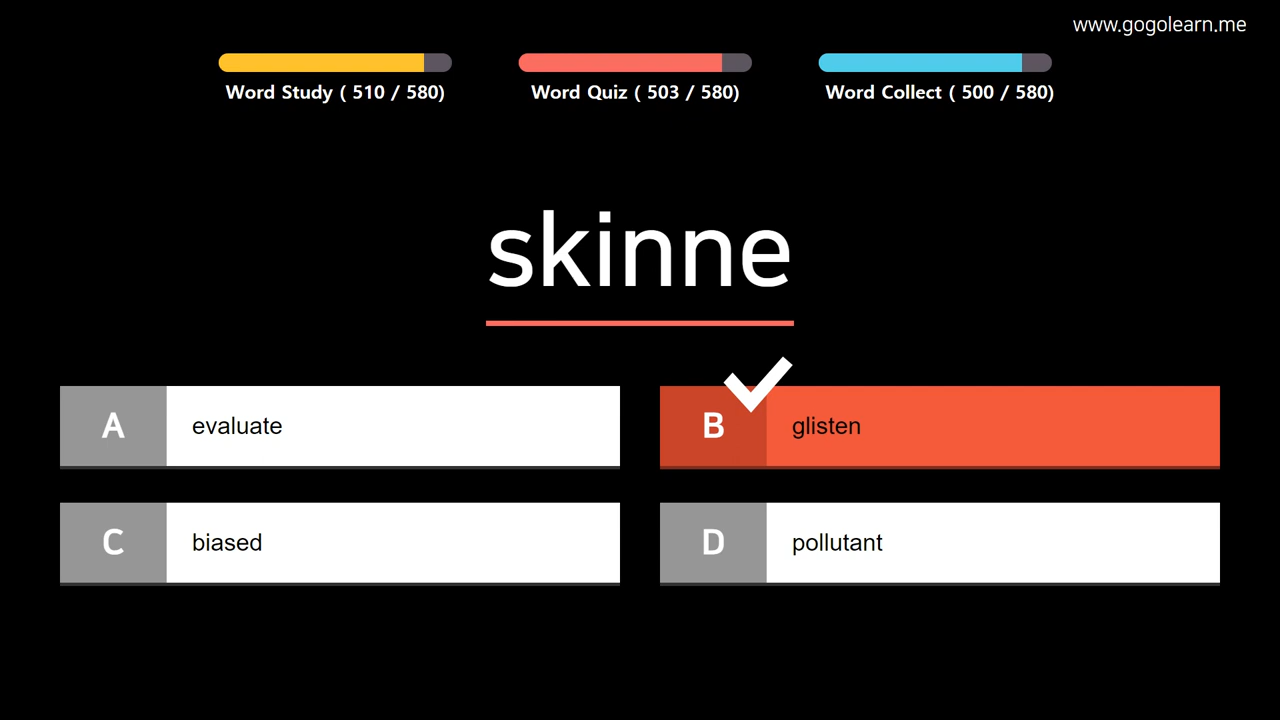 www.gogolearn.me
Word Study ( 510 / 580)
Word Quiz ( 503 / 580)
Word Collect ( 500 / 580)
skinne
A evaluate
B glisten
C biased
D pollutant